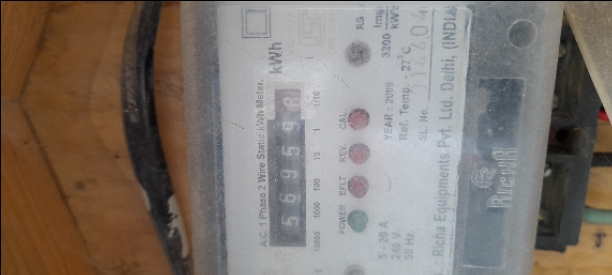 A.C. 1 Phase 2 Wire Static kWh Meter.
kWh
5 6 9 5 9 8
10000 1000 100 10 1 1/10
POWER EFLT REV. CAL RS
3200
kWh
5 - 20 A YEAR : 2009
240 V. Ref. Temp. - 27°C
50 Hz. SL. No.
: Richa Equipments Pvt. Ltd. Delhi, (INDIA